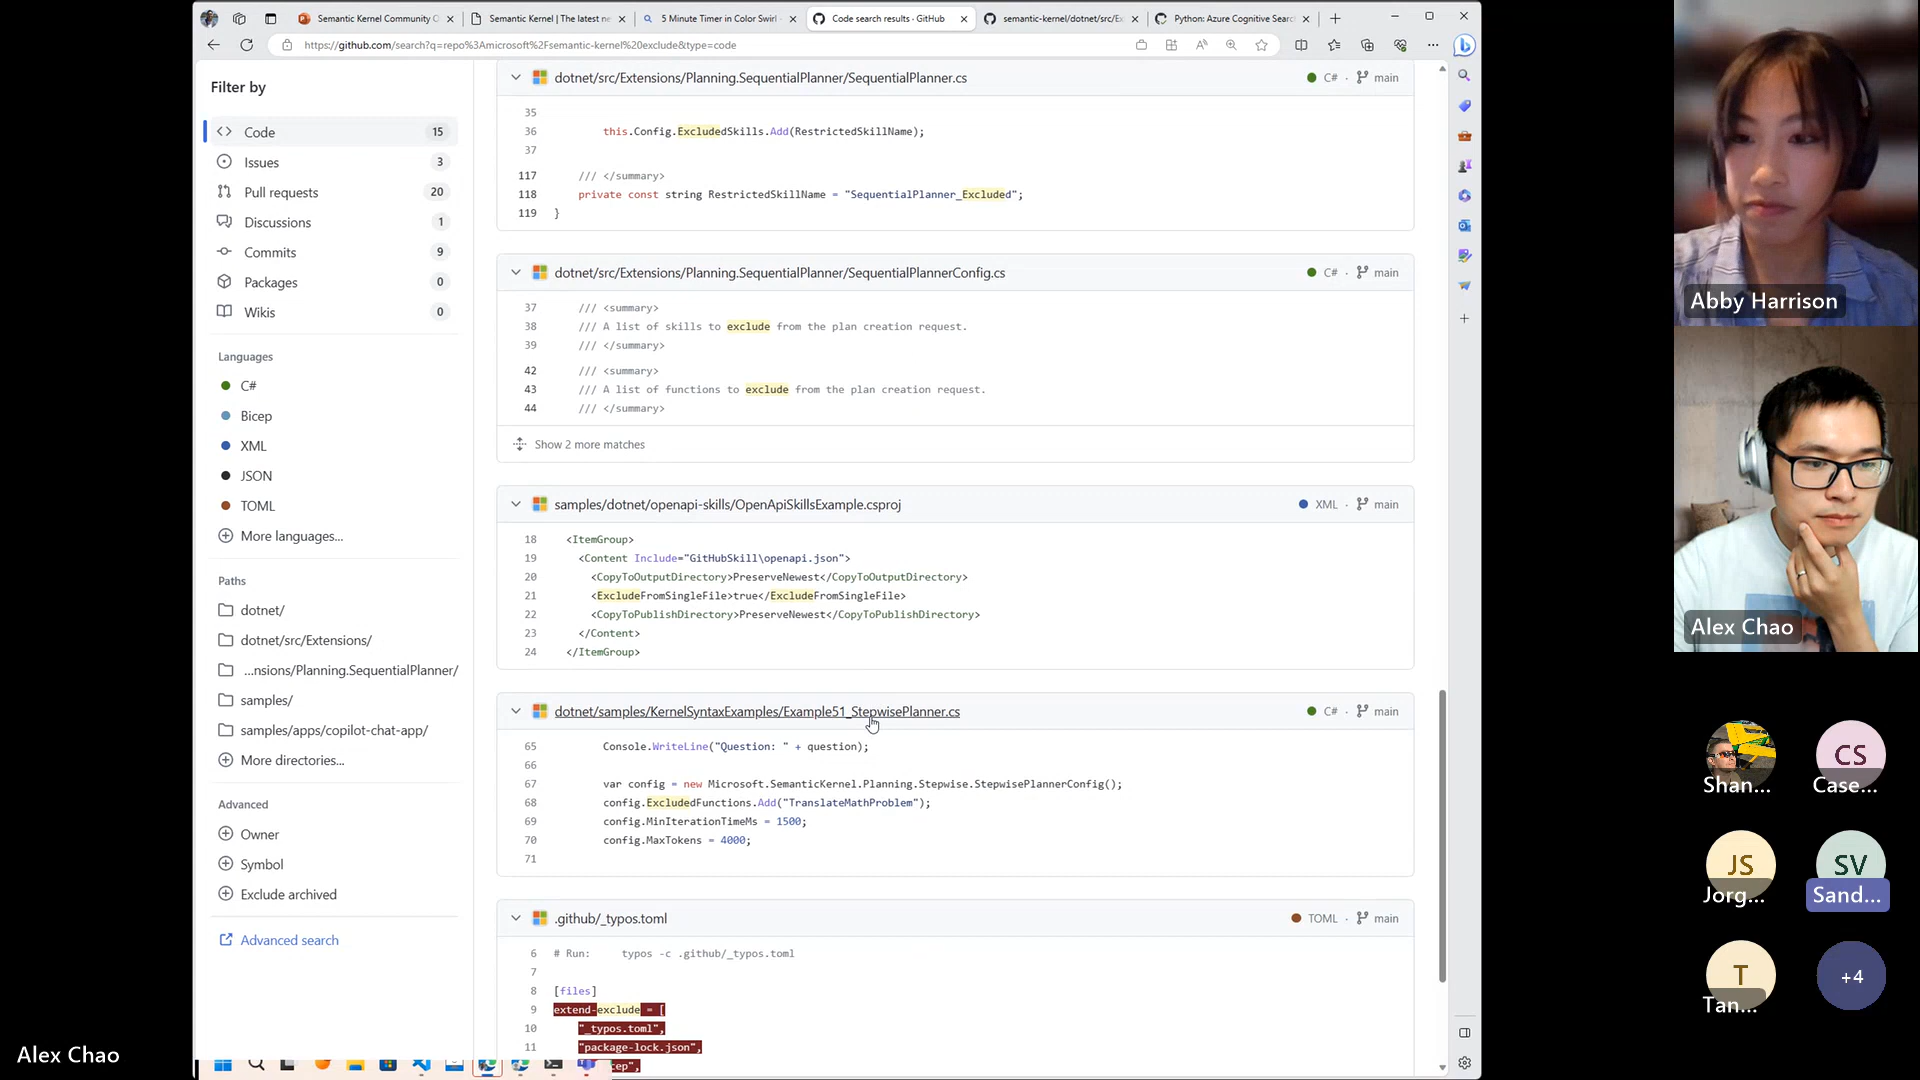 Semantic Kernel Community O
Semantic Kernel | The latest ne
5 Minute Timer in Color Swirl -
Code search results · GitHub
semantic-kernel/dotnet/src/Ex
Python: Azure Cognitive Searc
https://github.com/search?q=repo%3Amicrosoft%2Fsemantic-kernel%20exclude&type=code
Filter by
Code 15
Issues 3
Pull requests 20
Discussions 1
Commits 9
Packages 0
Wikis 0
Languages
C#
Bicep
XML
JSON
TOML
More languages...
Paths
dotnet/
dotnet/src/Extensions/
...nsions/Planning.SequentialPlanner/
samples/
samples/apps/copilot-chat-app/
More directories...
Advanced
Owner
Symbol
Exclude archived
Advanced search
dotnet/src/Extensions/Planning.SequentialPlanner/SequentialPlanner.cs C# · main
35
36 this.Config.ExcludedSkills.Add(RestrictedSkillName);
37
117 /// </summary>
118 private const string RestrictedSkillName = "SequentialPlanner_Excluded";
119 }
dotnet/src/Extensions/Planning.SequentialPlanner/SequentialPlannerConfig.cs C# · main
37 /// <summary>
38 /// A list of skills to exclude from the plan creation request.
39 /// </summary>
42 /// <summary>
43 /// A list of functions to exclude from the plan creation request.
44 /// </summary>
Show 2 more matches
samples/dotnet/openapi-skills/OpenApiSkillsExample.csproj XML · main
18 <ItemGroup>
19 <Content Include="GitHubSkill\openapi.json">
20 <CopyToOutputDirectory>PreserveNewest</CopyToOutputDirectory>
21 <ExcludeFromSingleFile>true</ExcludeFromSingleFile>
22 <CopyToPublishDirectory>PreserveNewest</CopyToPublishDirectory>
23 </Content>
24 </ItemGroup>
dotnet/samples/KernelSyntaxExamples/Example51_StepwisePlanner.cs C# · main
65 Console.WriteLine("Question: " + question);
66
67 var config = new Microsoft.SemanticKernel.Planning.Stepwise.StepwisePlannerConfig();
68 config.ExcludedFunctions.Add("TranslateMathProblem");
69 config.MinIterationTimeMs = 1500;
70 config.MaxTokens = 4000;
71
.github/_typos.toml TOML · main
6 # Run: typos -c .github/_typos.toml
7
8 [files]
9 extend-exclude = [
10 "_typos.toml",
11 "package-lock.json",
cep",
Abby Harrison
Alex Chao
Shan...
CS
Case...
JS
Jorg...
SV
Sand...
T
Tan...
+4
Alex Chao